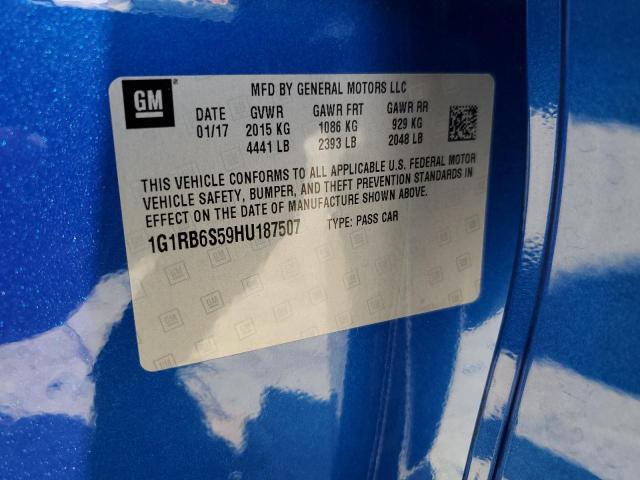 GM
MFD BY GENERAL MOTORS LLC
DATE GVWR GAWR FRT GAWR RR
01/17 2015 KG 1086 KG 929 KG
4441 LB 2393 LB 2048 LB
THIS VEHICLE CONFORMS TO ALL APPLICABLE U.S. FEDERAL MOTOR
VEHICLE SAFETY, BUMPER, AND THEFT PREVENTION STANDARDS IN
EFFECT ON THE DATE OF MANUFACTURE SHOWN ABOVE.
1G1RB6S59HU187507 TYPE: PASS CAR